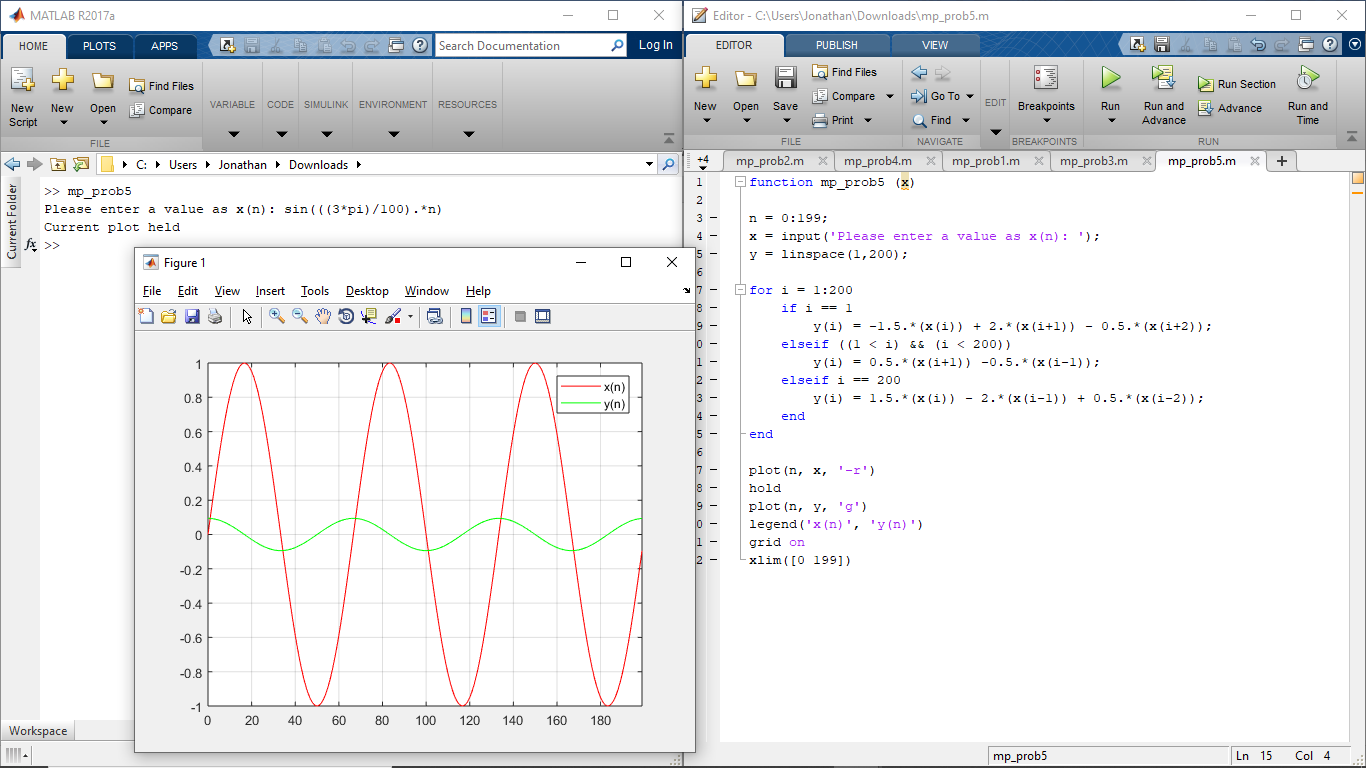 MATLAB R2017a
HOME PLOTS APPS
Search Documentation
Log In
New Script
New
Open
Find Files
Compare
VARIABLE
CODE
SIMULINK
ENVIRONMENT
RESOURCES
FILE
C: Users Jonathan Downloads
Current Folder
>> mp_prob5
Please enter a value as x(n): sin(((3*pi)/100).*n)
Current plot held
fx >>
Figure 1
File Edit View Insert Tools Desktop Window Help
x(n)
y(n)
1
0.8
0.6
0.4
0.2
0
-0.2
-0.4
-0.6
-0.8
-1
0 20 40 60 80 100 120 140 160 180
Workspace
Editor - C:\Users\Jonathan\Downloads\mp_prob5.m
EDITOR PUBLISH VIEW
New
Open
Save
Find Files
Compare
Print
Go To
Find
EDIT
Breakpoints
Run
Run and Advance
Run Section
Advance
Run and Time
FILE
NAVIGATE
BREAKPOINTS
RUN
+4 mp_prob2.m mp_prob4.m mp_prob1.m mp_prob3.m mp_prob5.m
1 function mp_prob5 (x)
2
3 n = 0:199;
4 x = input('Please enter a value as x(n): ');
5 y = linspace(1,200);
6
7 for i = 1:200
8 if i == 1
9 y(i) = -1.5.*(x(i)) + 2.*(x(i+1)) - 0.5.*(x(i+2));
0 elseif ((1 < i) && (i < 200))
1 y(i) = 0.5.*(x(i+1)) -0.5.*(x(i-1));
2 elseif i == 200
3 y(i) = 1.5.*(x(i)) - 2.*(x(i-1)) + 0.5.*(x(i-2));
4 end
5 end
6
7 plot(n, x, '-r')
8 hold
9 plot(n, y, 'g')
0 legend('x(n)', 'y(n)')
1 grid on
2 xlim([0 199])
mp_prob5
Ln 15 Col 4